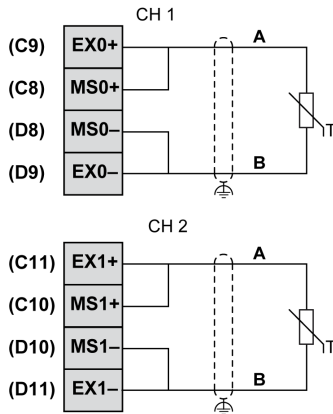 CH 1
(C9) EX0+ A
(C8) MS0+
T
(D8) MS0–
(D9) EX0– B
CH 2
(C11) EX1+ A
(C10) MS1+
T
(D10) MS1–
(D11) EX1– B